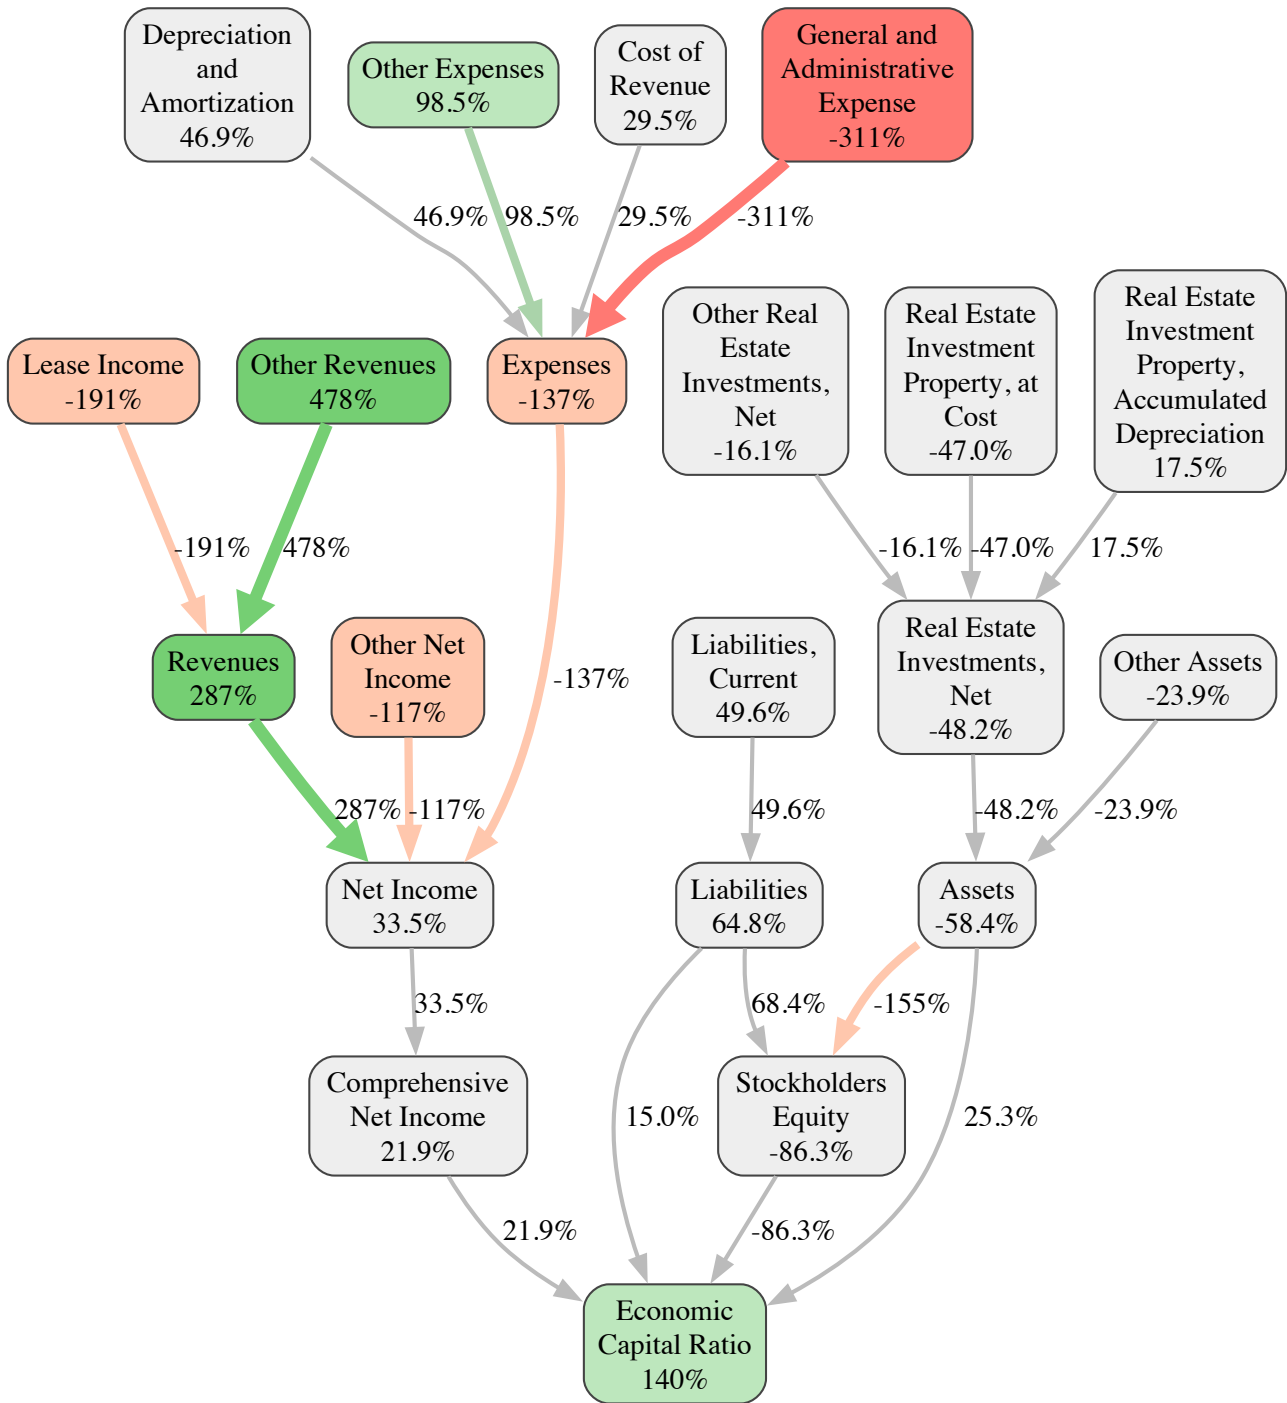 Depreciation
and
Amortization
46.9%
Other Expenses
98.5%
Cost of
Revenue
29.5%
General and
Administrative
Expense
-311%
46.9%
98.5%
29.5%
-311%
Lease Income
-191%
Other Revenues
478%
Expenses
-137%
Other Real
Estate
Investments,
Net
-16.1%
Real Estate
Investment
Property, at
Cost
-47.0%
Real Estate
Investment
Property,
Accumulated
Depreciation
17.5%
-191%
478%
-16.1%
-47.0%
17.5%
Revenues
287%
Other Net
Income
-117%
-137%
Liabilities,
Current
49.6%
Real Estate
Investments,
Net
-48.2%
Other Assets
-23.9%
287%
-117%
49.6%
-48.2%
-23.9%
Net Income
33.5%
Liabilities
64.8%
Assets
-58.4%
33.5%
68.4%
-155%
Comprehensive
Net Income
21.9%
15.0%
Stockholders
Equity
-86.3%
25.3%
21.9%
-86.3%
Economic
Capital Ratio
140%